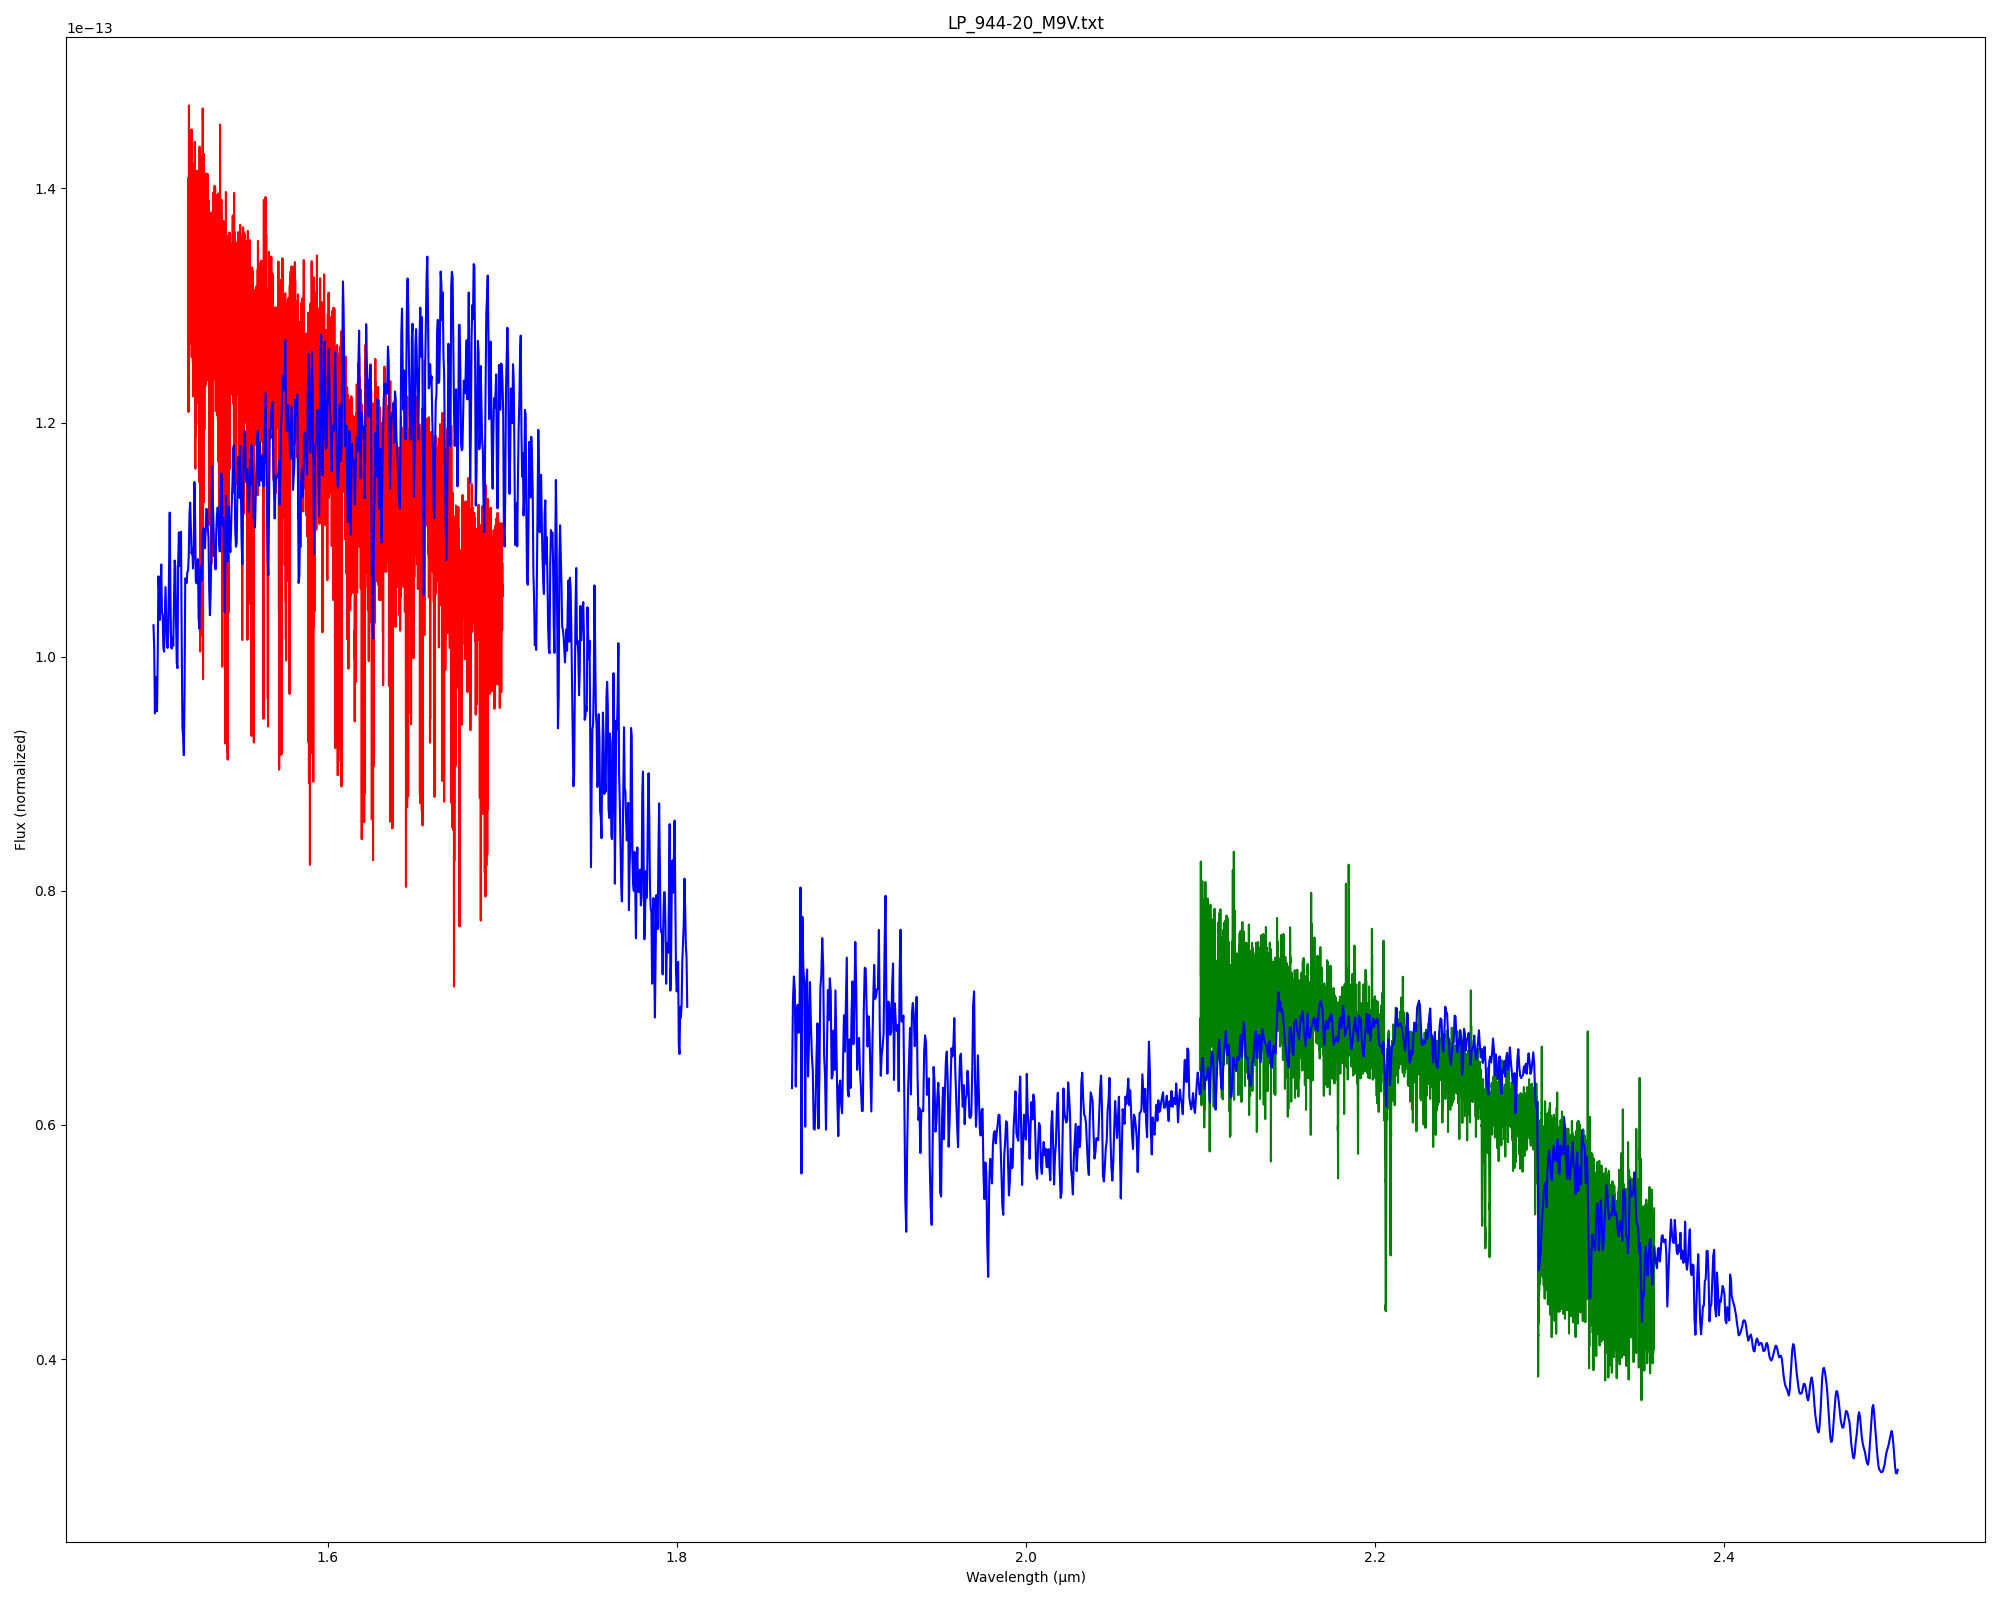 LP_944-20_M9V.txt
1e−13
1.4
1.2
1.0
0.8
0.6
0.4
Flux (normalized)
1.6
1.8
2.0
2.2
2.4
Wavelength (μm)